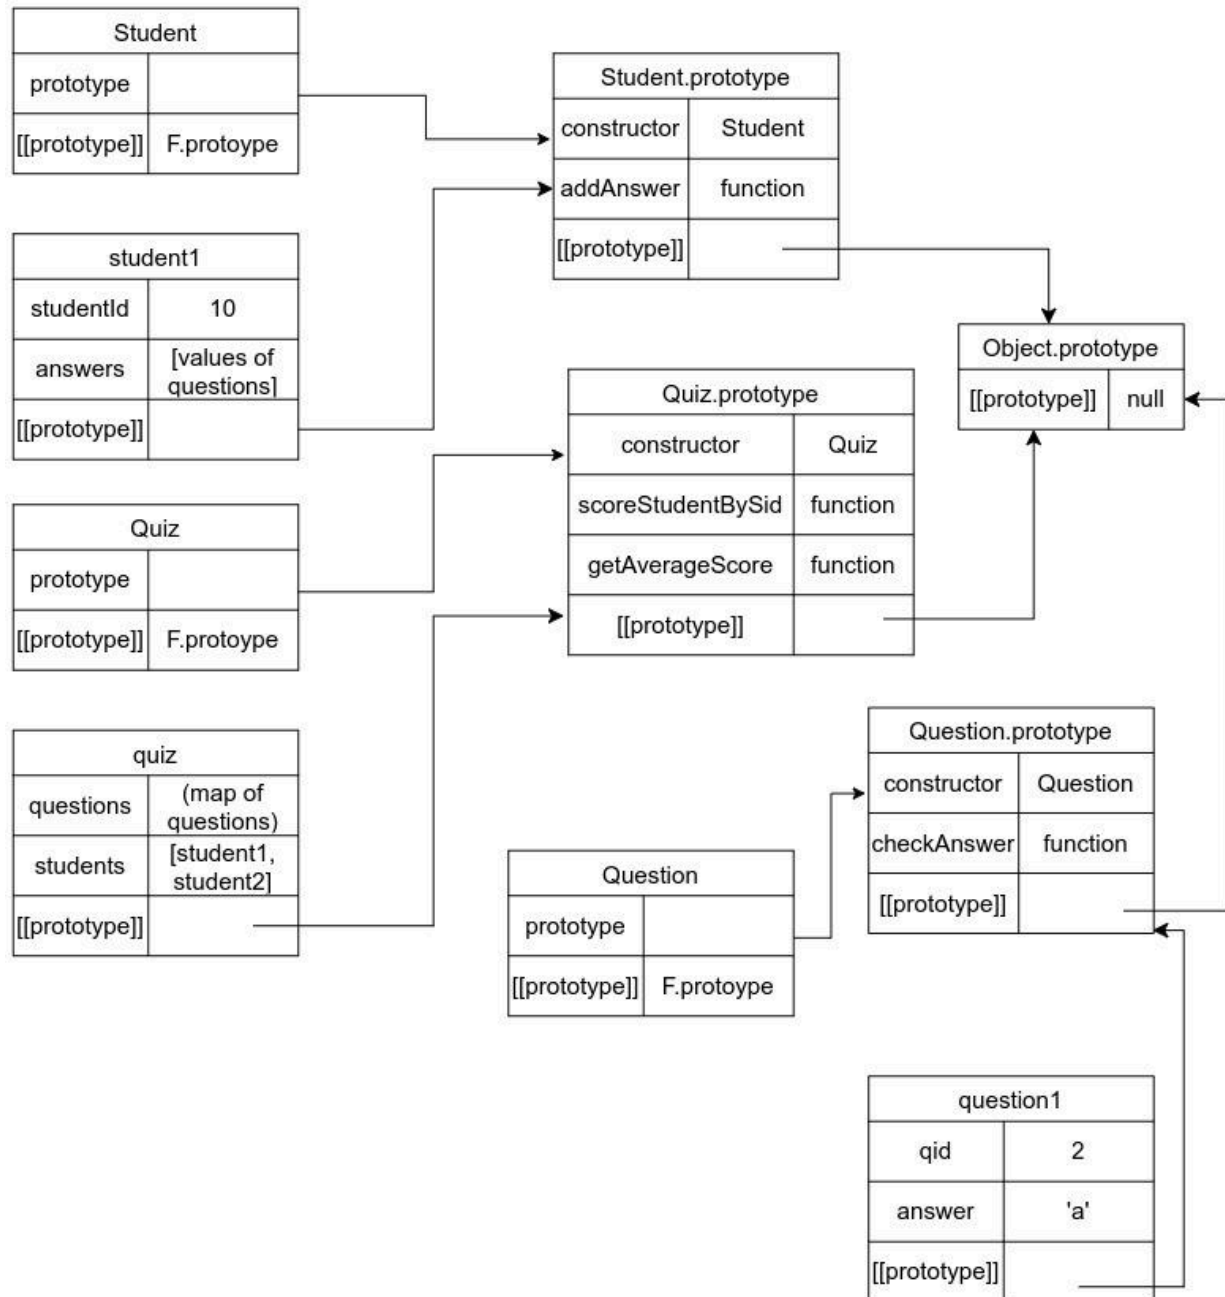 Student
prototype
[[prototype]] F.protoype
Student.prototype
constructor Student
addAnswer function
[[prototype]]
student1
studentId 10
answers [values of
questions]
[[prototype]]
Object.prototype
[[prototype]] null
Quiz.prototype
constructor Quiz
scoreStudentBySid function
getAverageScore function
[[prototype]]
Quiz
prototype
[[prototype]] F.protoype
quiz
questions (map of
questions)
students [student1,
student2]
[[prototype]]
Question.prototype
constructor Question
checkAnswer function
[[prototype]]
Question
prototype
[[prototype]] F.protoype
question1
qid 2
answer 'a'
[[prototype]]